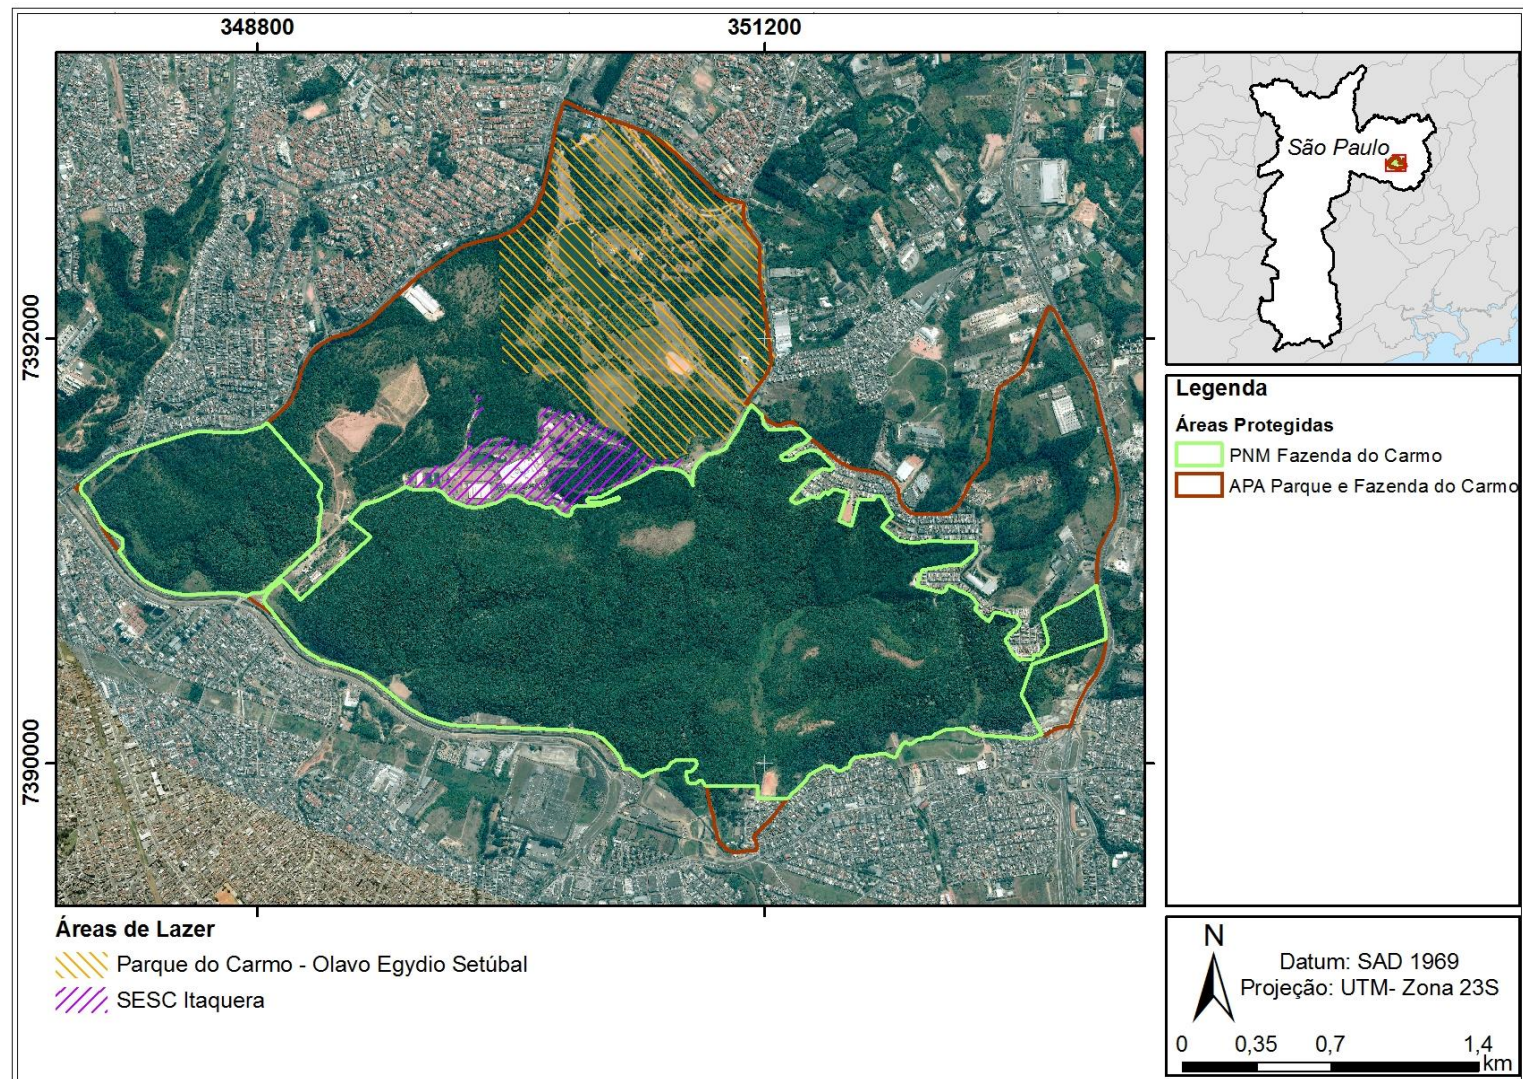 348800
351200
São Paulo
7392000
7390000
Legenda
Áreas Protegidas
PNM Fazenda do Carmo
APA Parque e Fazenda do Carmo
Áreas de Lazer
Parque do Carmo - Olavo Egydio Setúbal
SESC Itaquera
N
Datum: SAD 1969
Projeção: UTM- Zona 23S
0 0,35 0,7 1,4
km